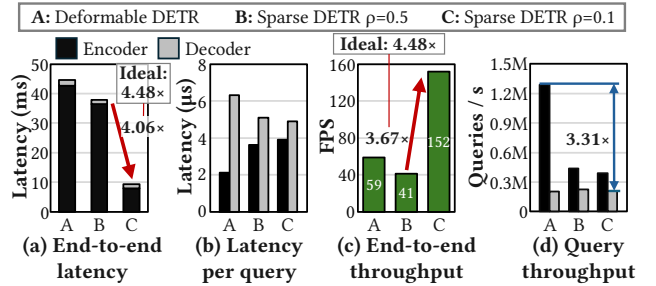 A: Deformable DETR B: Sparse DETR ρ=0.5 C: Sparse DETR ρ=0.1
Encoder Decoder
Ideal: 4.48×
Latency (ms)
50
40
30
20
10
0
Ideal:
4.48×
4.06×
A B C
(a) End-to-end
latency
Latency (μs)
8
6
4
2
0
A B C
(b) Latency
per query
FPS
160
120
80
40
0
3.67×
59
41
152
A B C
(c) End-to-end
throughput
Queries / s
1.5M
1.2M
0.9M
0.6M
0.3M
0
3.31×
A B C
(d) Query
throughput